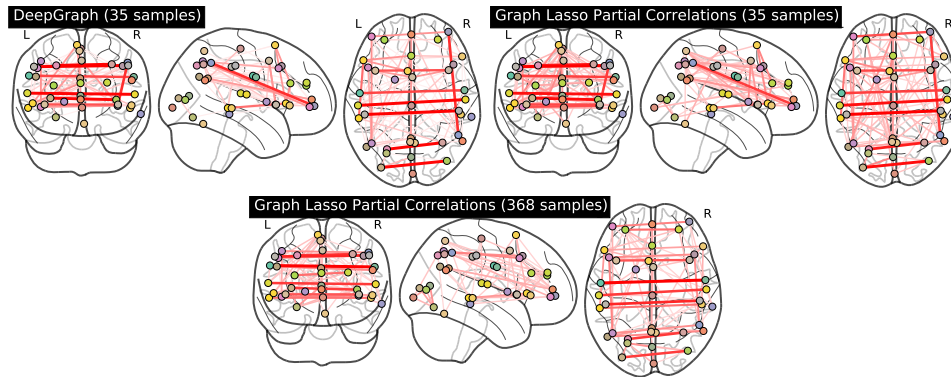 DeepGraph (35 samples)
L R L R
Graph Lasso Partial Correlations (35 samples)
L R L
Graph Lasso Partial Correlations (368 samples)
L R R